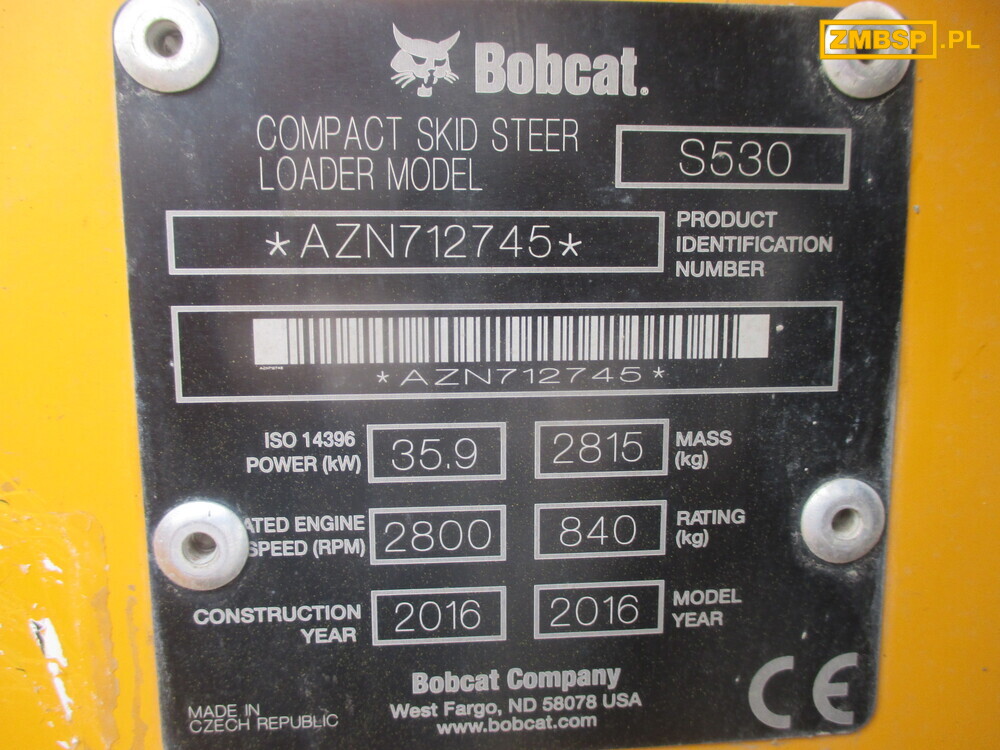 ZMBSP.PL
Bobcat®
COMPACT SKID STEER
LOADER MODEL
S530
*AZN712745*
PRODUCT
IDENTIFICATION
NUMBER
*AZN712745*
ISO 14396
POWER (kW)
35.9
2815
MASS
(kg)
ATED ENGINE
SPEED (RPM)
2800
840
RATING
(kg)
CONSTRUCTION
YEAR
2016
2016
MODEL
YEAR
Bobcat Company
West Fargo, ND 58078 USA
www.bobcat.com
MADE IN
CZECH REPUBLIC
CE